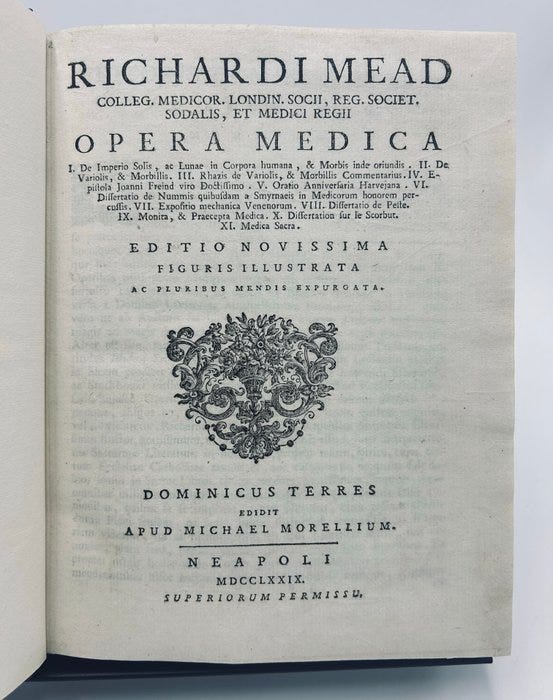 RICHARDI MEAD
COLLEG. MEDICOR. LONDIN. SOCII, REG. SOCIET.
SODALIS, ET MEDICI REGII
OPERA MEDICA
I. De Imperio Solis, ac Lunae in Corpora humana, & Morbis inde oriundis. II. De
Variolis, & Morbillis. III. Rhazis de Variolis, & Morbillis Commentarius. IV. E-
pistola Joanni Freind viro Doctissimo. V. Oratio Anniversaria Harvejana. VI.
Dissertatio de Nummis quibusdam a Smyrnaeis in Medicorum honorem per-
cussis. VII. Expositio mechanica Venenorum. VIII. Dissertatio de Peste.
IX. Monita, & Praecepta Medica. X. Dissertation sur le Scorbut.
XI. Medica Sacra.
EDITIO NOVISSIMA
FIGURIS ILLUSTRATA
AC PLURIBUS MENDIS EXPURGATA.
DOMINICUS TERRES
EDIDIT
APUD MICHAEL MORELLIUM.
NEAPOLI
MDCCLXXIX.
SUPERIORUM PERMISSU.